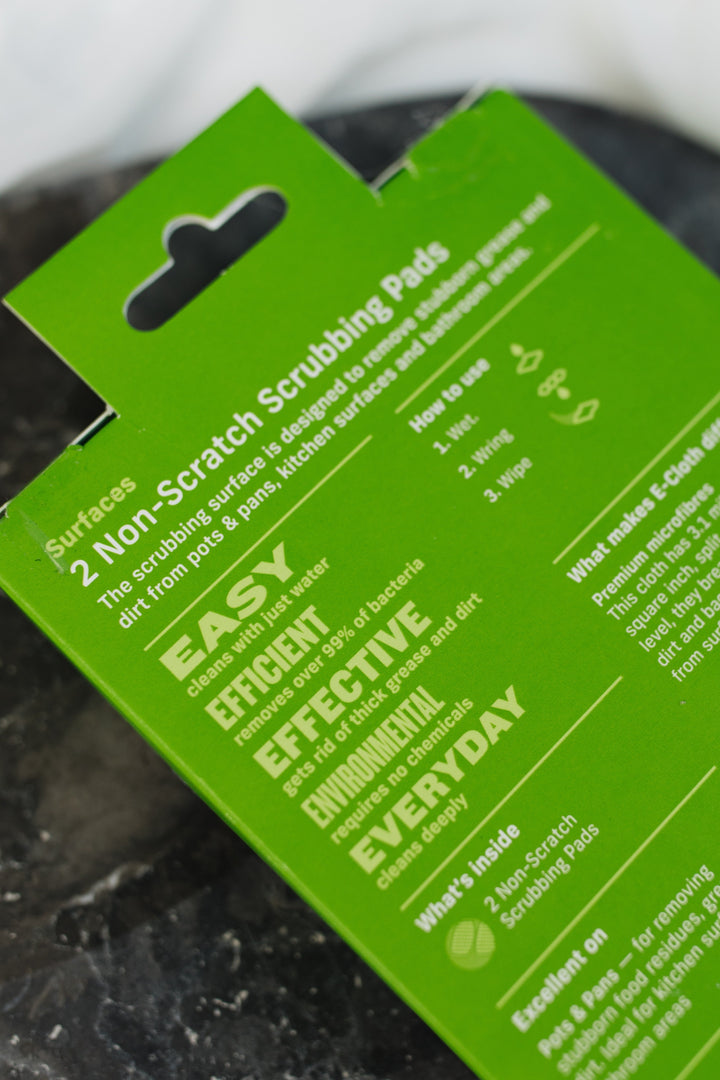 Surfaces
2 Non-Scratch Scrubbing Pads
The scrubbing surface is designed to remove stubborn grease and
dirt from pots & pans, kitchen surfaces and bathroom areas.
EASY
cleans with just water
EFFICIENT
removes over 99% of bacteria
EFFECTIVE
gets rid of thick grease and dirt
ENVIRONMENTAL
requires no chemicals
EVERYDAY
cleans deeply
How to use
1. Wet.
2. Wring
3. Wipe
What's inside
2 Non-Scratch
Scrubbing Pads
What makes E-Cloth
Premium microfibres
This cloth has 3.1
square inch, split
level, they
dirt and
from
Excellent on
Pots & Pans — for removing
stubborn food residues,
dirt. Ideal for kitchen
areas